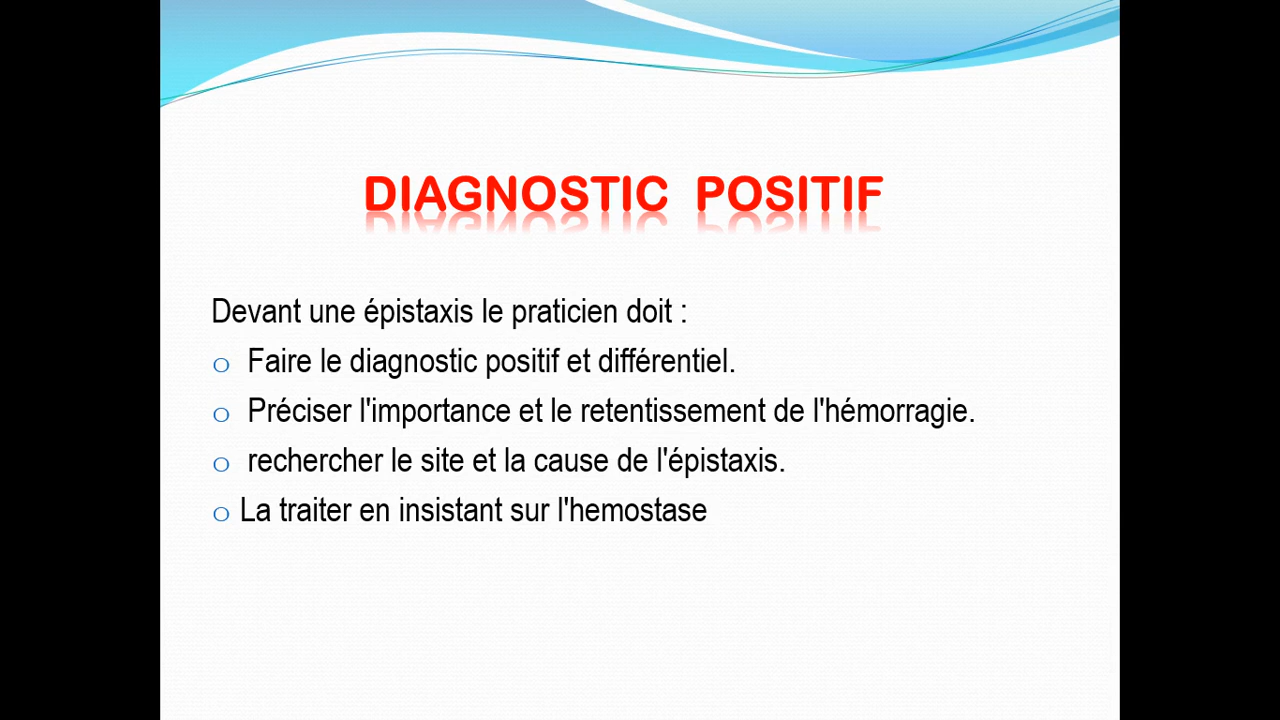 DIAGNOSTIC POSITIF
Devant une épistaxis le praticien doit :
o Faire le diagnostic positif et différentiel.
o Préciser l'importance et le retentissement de l'hémorragie.
o rechercher le site et la cause de l'épistaxis.
o La traiter en insistant sur l'hemostase